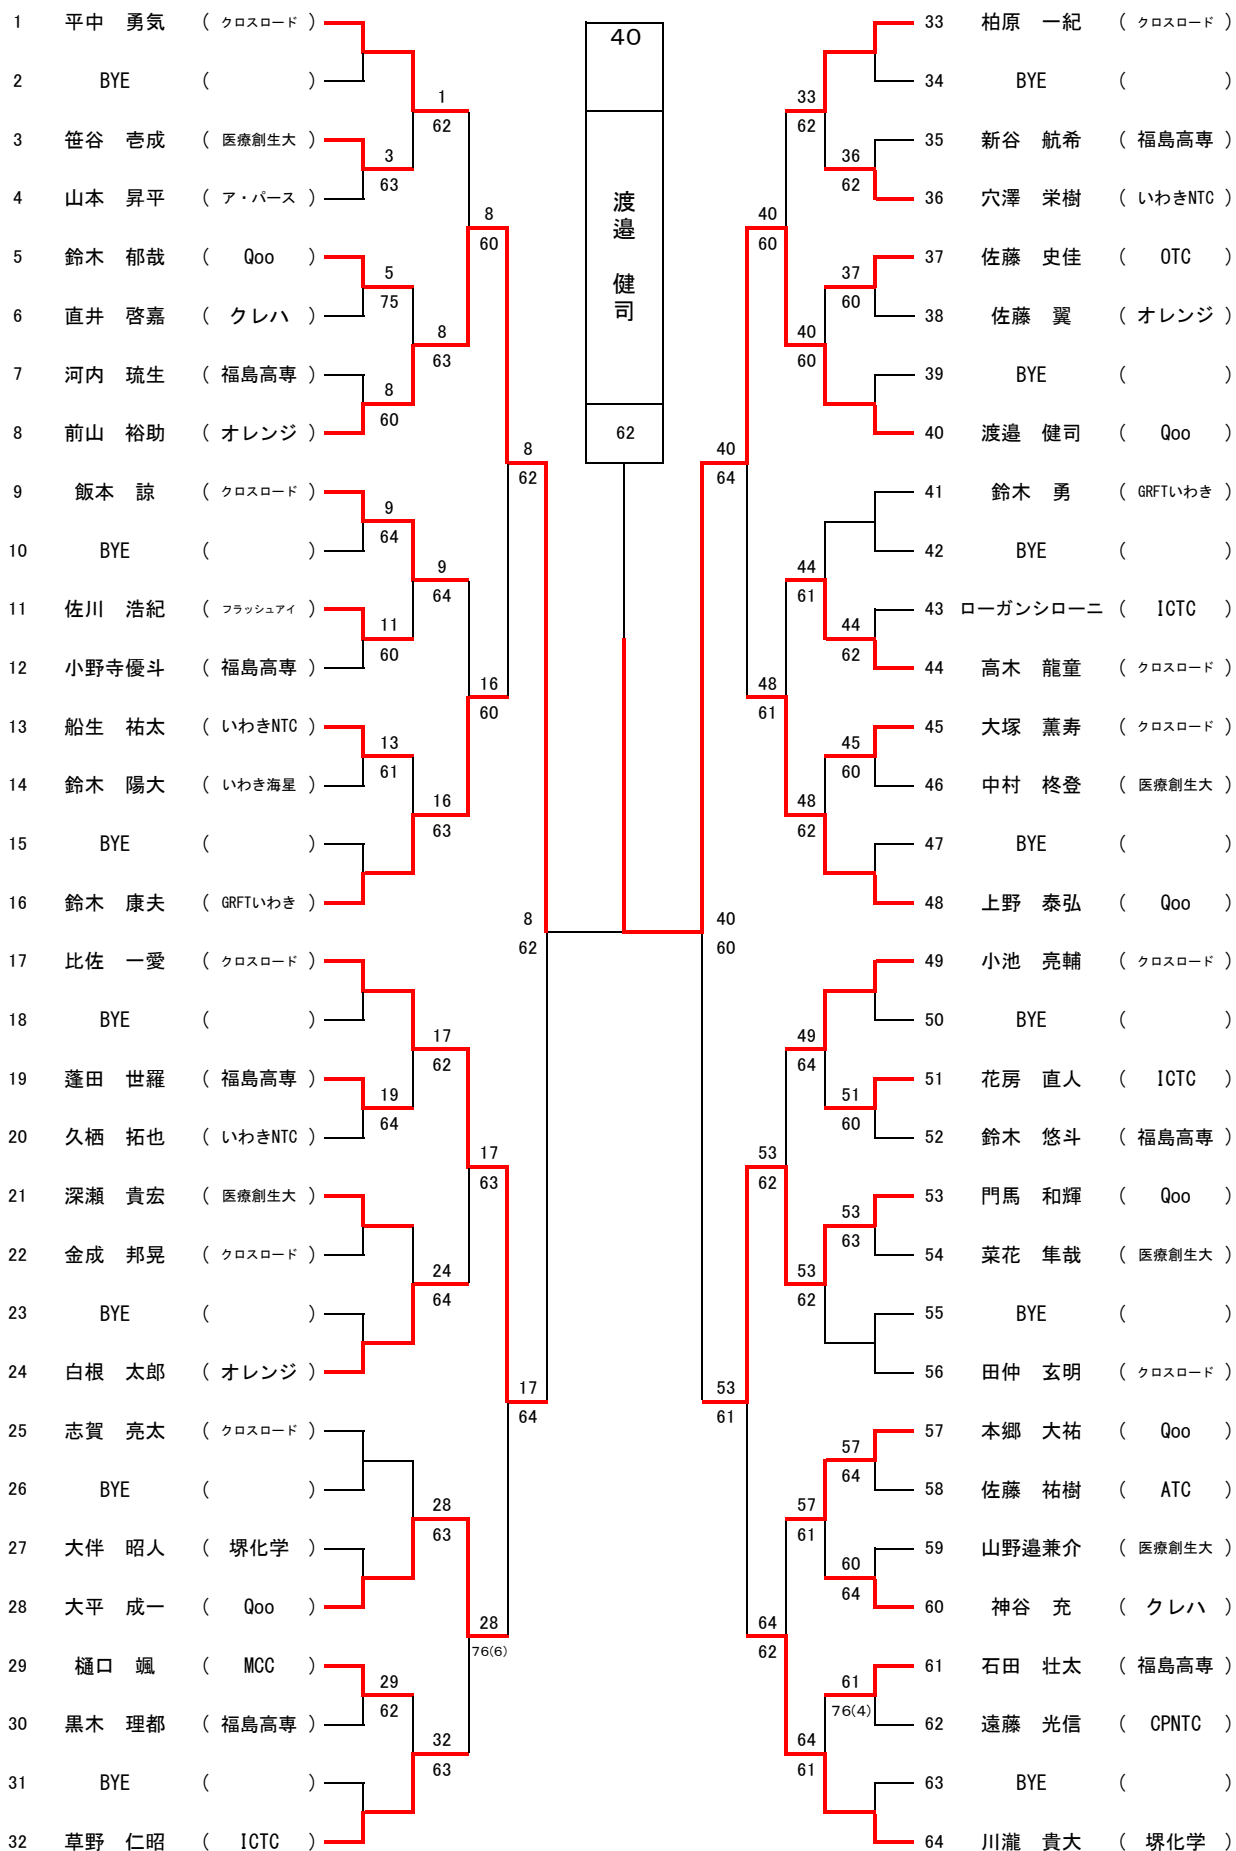 1 平中 勇気 ( クロスロード )
2 BYE ( )
3 笹谷 壱成 ( 医療創生大 )
4 山本 昇平 ( ア・パース )
5 鈴木 郁哉 ( Qoo )
6 直井 啓嘉 ( クレハ )
7 河内 琉生 ( 福島高専 )
8 前山 裕助 ( オレンジ )
9 飯本 諒 ( クロスロード )
10 BYE ( )
11 佐川 浩紀 ( フラッシュアイ )
12 小野寺優斗 ( 福島高専 )
13 船生 祐太 ( いわきNTC )
14 鈴木 陽大 ( いわき海星 )
15 BYE ( )
16 鈴木 康夫 ( GRFTいわき )
17 比佐 一愛 ( クロスロード )
18 BYE ( )
19 蓬田 世羅 ( 福島高専 )
20 久栖 拓也 ( いわきNTC )
21 深瀬 貴宏 ( 医療創生大 )
22 金成 邦晃 ( クロスロード )
23 BYE ( )
24 白根 太郎 ( オレンジ )
25 志賀 亮太 ( クロスロード )
26 BYE ( )
27 大伴 昭人 ( 堺化学 )
28 大平 成一 ( Qoo )
29 樋口 颯 ( MCC )
30 黒木 理都 ( 福島高専 )
31 BYE ( )
32 草野 仁昭 ( ICTC )
3
63
5
75
8
60
9
64
11
60
13
61
19
64
29
62
1
62
8
63
9
64
16
63
17
62
24
64
28
63
32
63
8
60
16
60
17
63
28
76(6)
8
62
17
64
8
62
40
渡邉 健司
62
40
60
40
64
53
61
40
60
48
61
53
62
64
62
33
62
40
60
44
61
48
62
49
64
53
62
57
61
64
61
36
62
37
60
44
62
45
60
51
60
53
63
57
64
60
64
61
76(4)
33 柏原 一紀 ( クロスロード )
34 BYE ( )
35 新谷 航希 ( 福島高専 )
36 穴澤 栄樹 ( いわきNTC )
37 佐藤 史佳 ( OTC )
38 佐藤 翼 ( オレンジ )
39 BYE ( )
40 渡邉 健司 ( Qoo )
41 鈴木 勇 ( GRFTいわき )
42 BYE ( )
43 ローガンシローニ ( ICTC )
44 高木 龍童 ( クロスロード )
45 大塚 薫寿 ( クロスロード )
46 中村 柊登 ( 医療創生大 )
47 BYE ( )
48 上野 泰弘 ( Qoo )
49 小池 亮輔 ( クロスロード )
50 BYE ( )
51 花房 直人 ( ICTC )
52 鈴木 悠斗 ( 福島高専 )
53 門馬 和輝 ( Qoo )
54 菜花 隼哉 ( 医療創生大 )
55 BYE ( )
56 田仲 玄明 ( クロスロード )
57 本郷 大祐 ( Qoo )
58 佐藤 祐樹 ( ATC )
59 山野邉兼介 ( 医療創生大 )
60 神谷 充 ( クレハ )
61 石田 壮太 ( 福島高専 )
62 遠藤 光信 ( CPNTC )
63 BYE ( )
64 川瀧 貴大 ( 堺化学 )